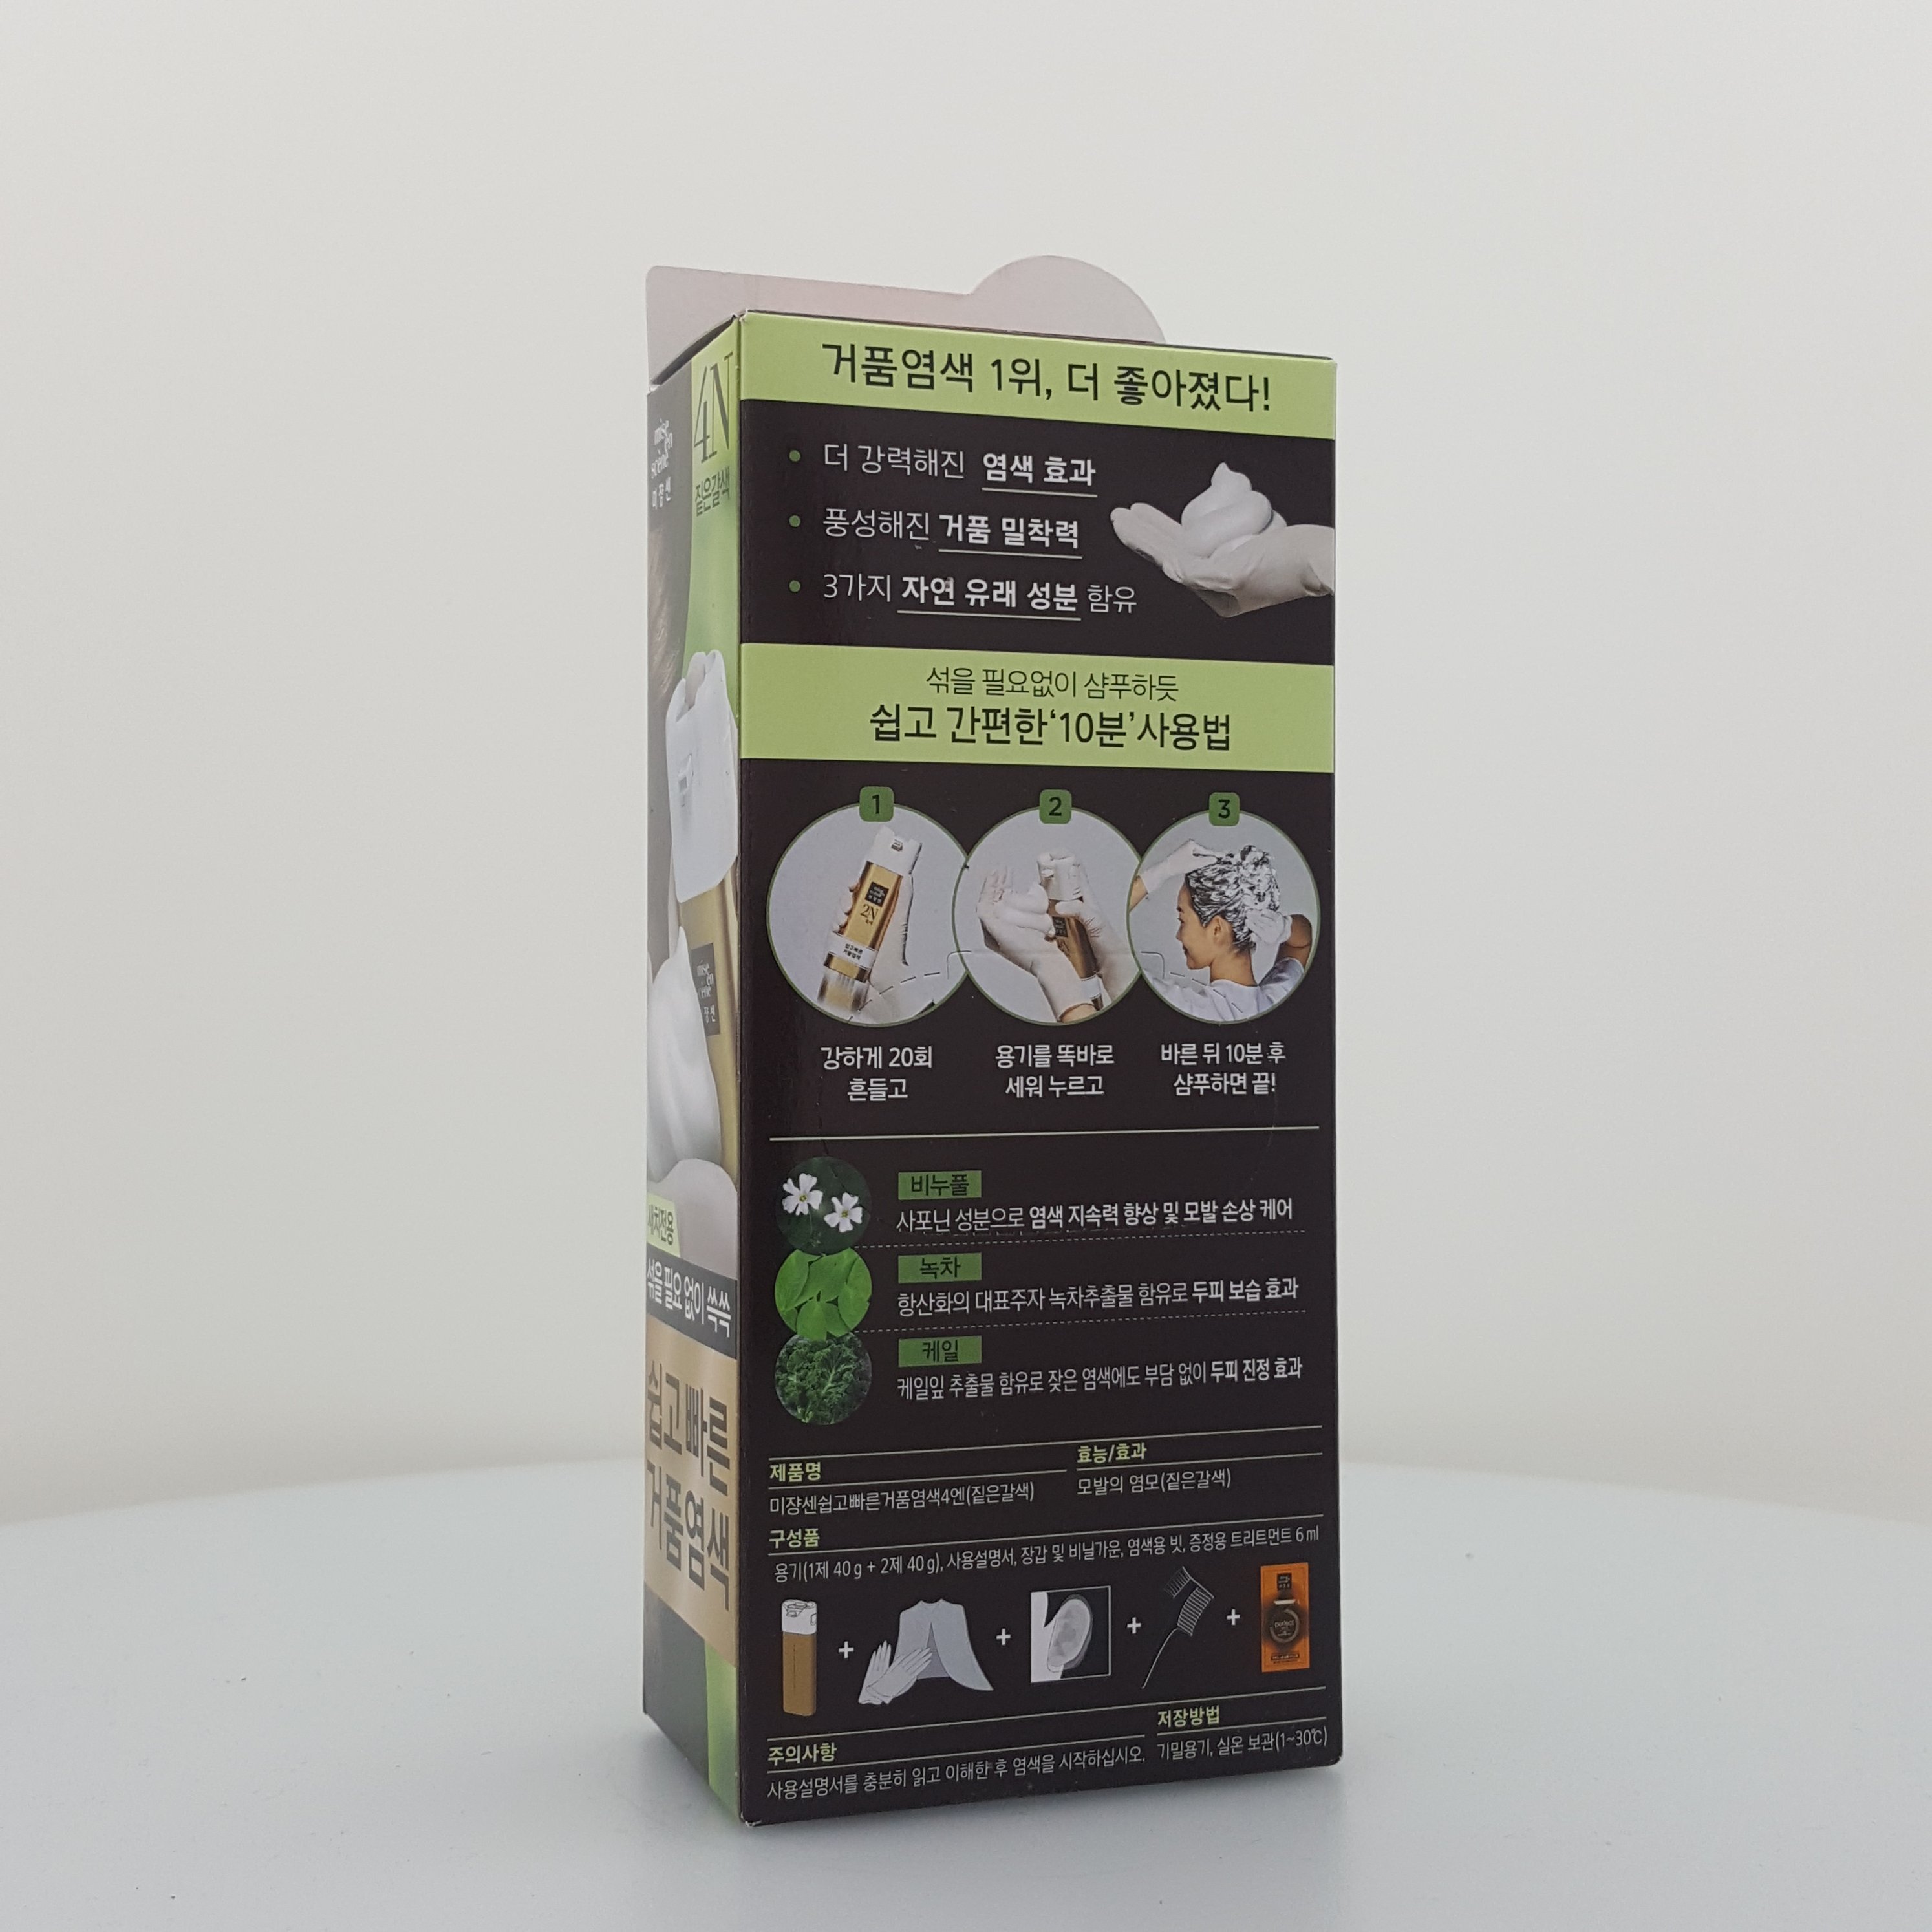 거품염색 1위, 더 좋아졌다!
더 강력해진 염색 효과
풍성해진 거품 밀착력
3가지 자연 유래 성분 함유
섞을 필요없이 샴푸하듯
쉽고 간편한 '10분' 사용법
1
2
3
2N
강하게 20회
흔들고
용기를 똑바로
세워 누르고
바른 뒤 10분 후
샴푸하면 끝!
비누풀
사포닌 성분으로 염색 지속력 향상 및 모발 손상 케어
녹차
항산화의 대표주자 녹차추출물 함유로 두피 보습 효과
케일
케일잎 추출물 함유로 잦은 염색에도 부담 없이 두피 진정 효과
제품명
미쟝센쉽고빠른거품염색4엔(짙은갈색)
효능/효과
모발의 염모(짙은갈색)
구성품
용기(1제 40 g + 2제 40 g), 사용설명서, 장갑 및 비닐가운, 염색용 빗, 증정용 트리트먼트 6 ml
+ + + +
주의사항
사용설명서를 충분히 읽고 이해한 후 염색을 시작하십시오.
저장방법
기밀용기, 실온 보관(1~30℃)
4N
짙은갈색
mise
en
scène
미쟝센
새치전용
섞을 필요 없이 쓱쓱
쉽고빠른
거품염색